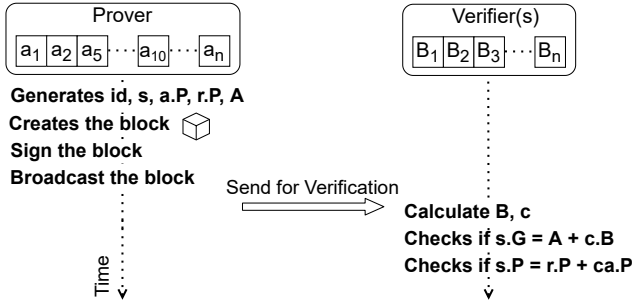 Prover
a1 a2 a5 ..... a10 ..... an
Generates id, s, a.P, r.P, A
Creates the block
Sign the block
Broadcast the block
Time
Send for Verification
Verifier(s)
B1 B2 B3 ..... Bn
Calculate B, c
Checks if s.G = A + c.B
Checks if s.P = r.P + ca.P